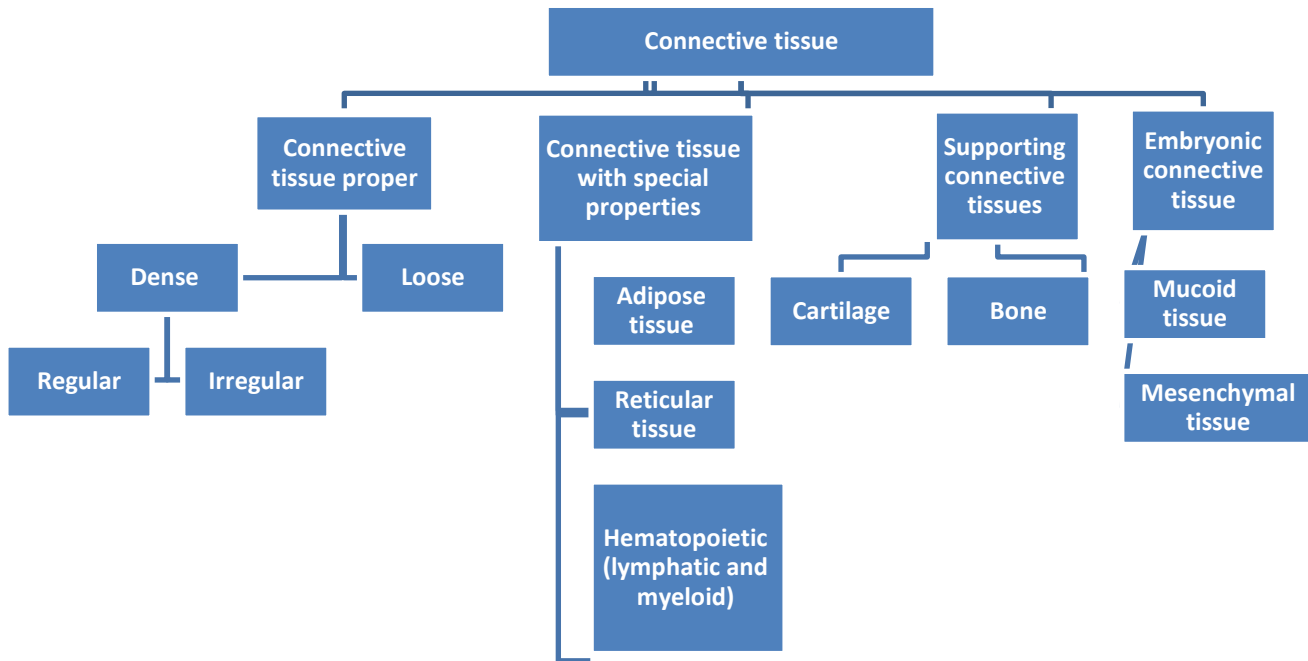 Connective tissue
Connective
tissue proper
Connective tissue
with special
properties
Supporting
connective
tissues
Embryonic
connective
tissue
Dense
Loose
Adipose
tissue
Cartilage
Bone
Mucoid
tissue
Regular
Irregular
Reticular
tissue
Mesenchymal
tissue
Hematopoietic
(lymphatic and
myeloid)